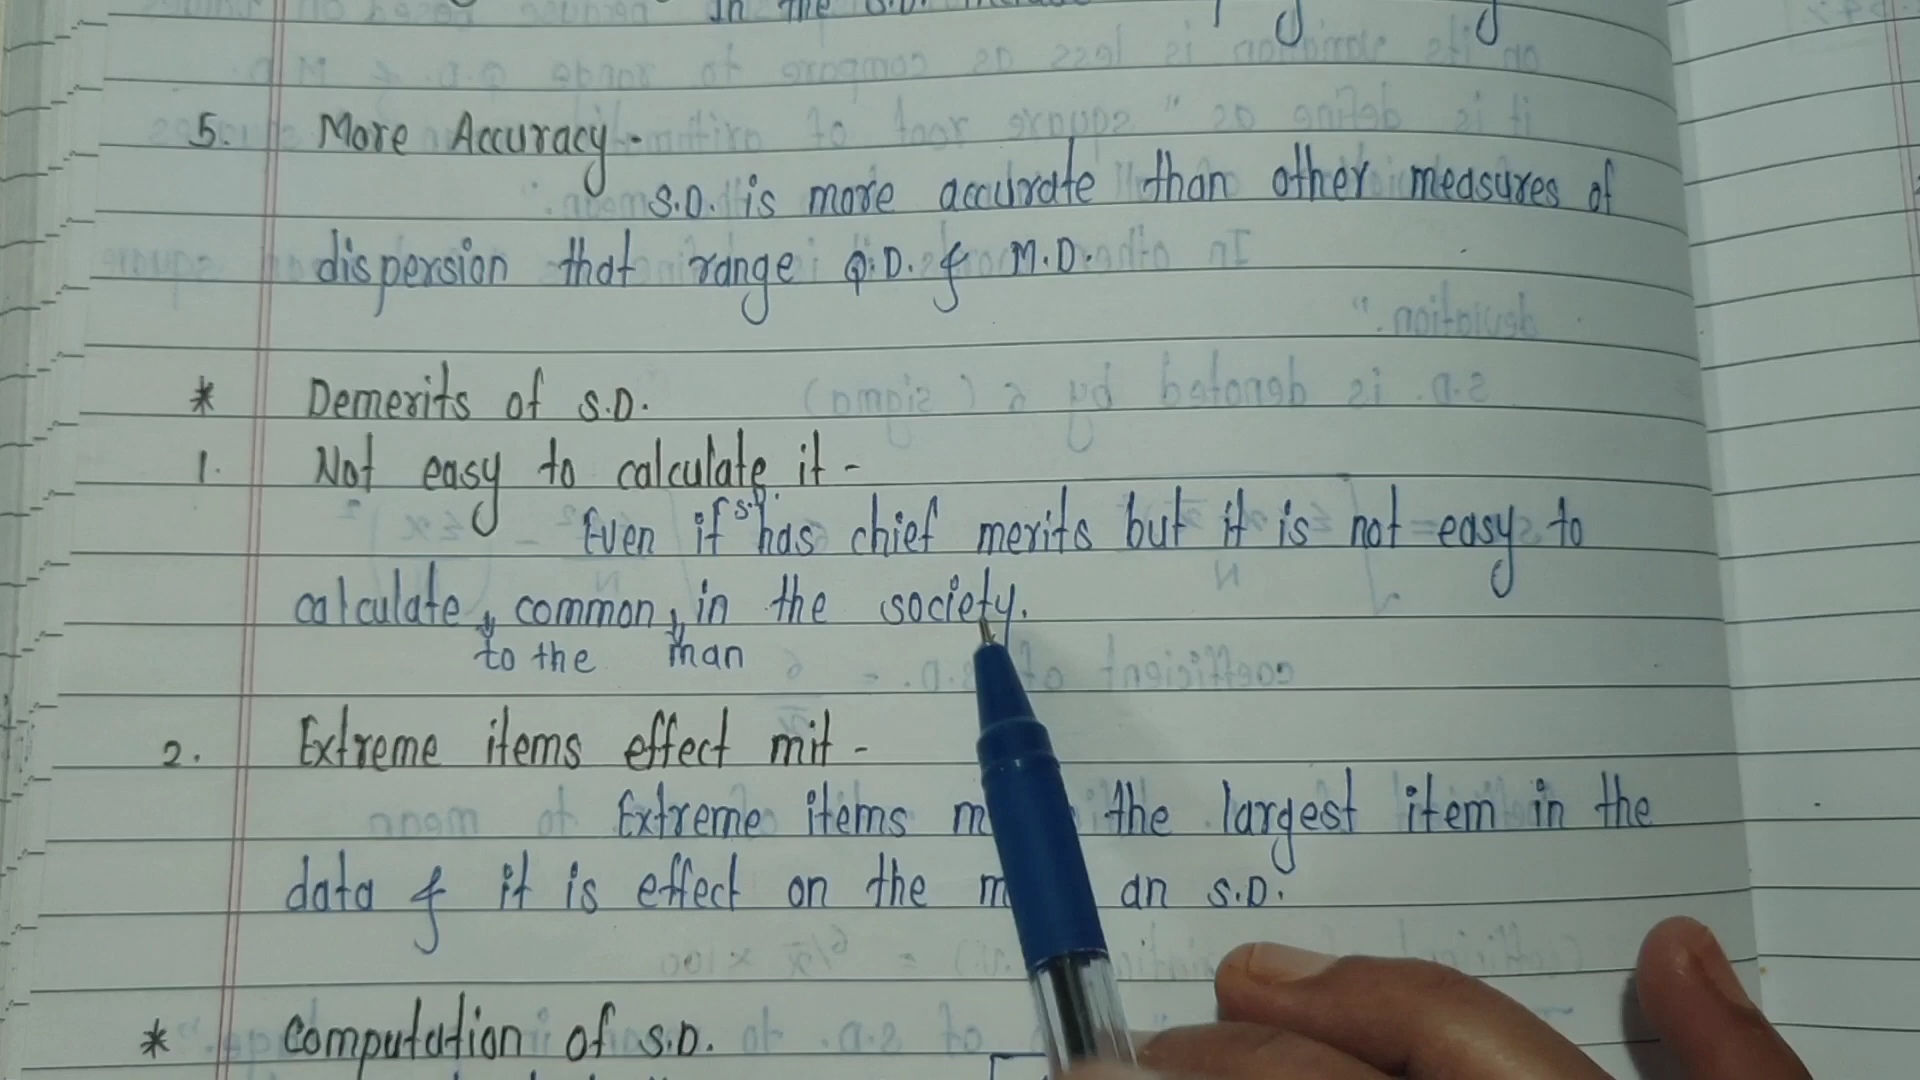 In the S.D.
5. More Accuracy -
S.D. is more accurate than other measures of
dispersion that range Q.D. & M.D.
* Demerits of S.D.
1. Not easy to calculate it -
Even if S.D. has chief merits but it is not easy to
calculate to the common man in the society.
2. Extreme items effect mit -
Extreme items the largest item in the
data & it is effect on the an S.D.
* Computation of S.D.